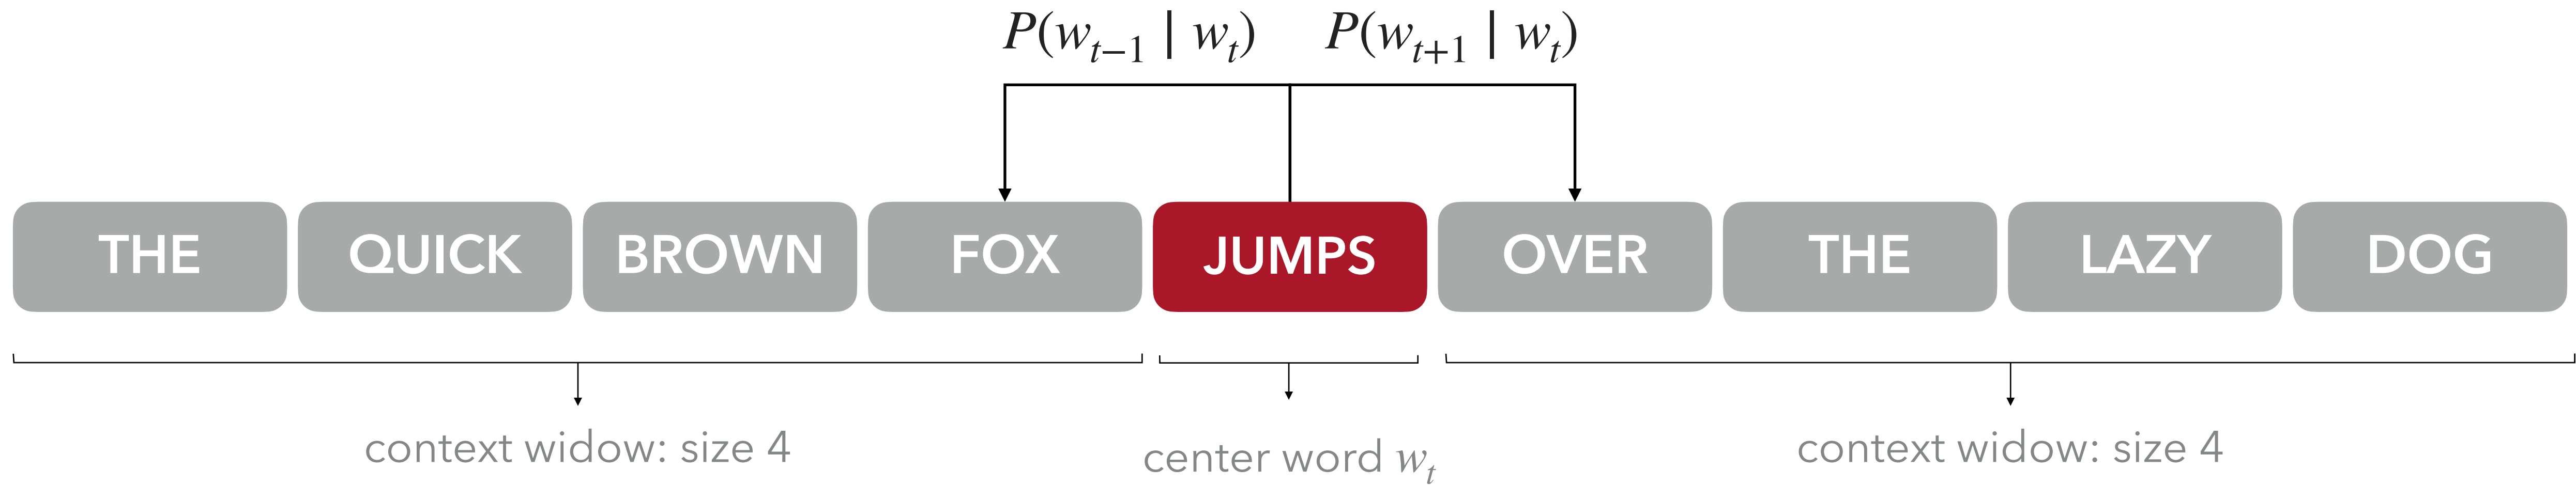 P(w_{t−1} | w_t) P(w_{t+1} | w_t)
THE QUICK BROWN FOX JUMPS OVER THE LAZY DOG
context widow: size 4 center word w_t context widow: size 4